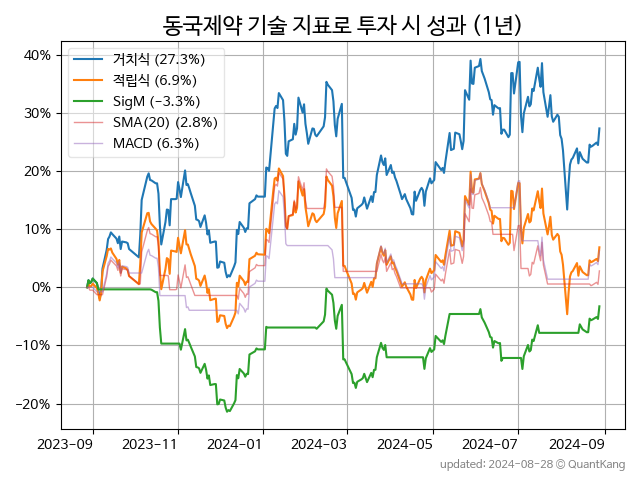 동국제약 기술 지표로 투자 시 성과 (1년)
40%
30%
20%
10%
0%
−10%
−20%
거치식 (27.3%)
적립식 (6.9%)
SigM (−3.3%)
SMA(20) (2.8%)
MACD (6.3%)
2023-09 2023-11 2024-01 2024-03 2024-05 2024-07 2024-09
updated: 2024-08-28 © QuantKang